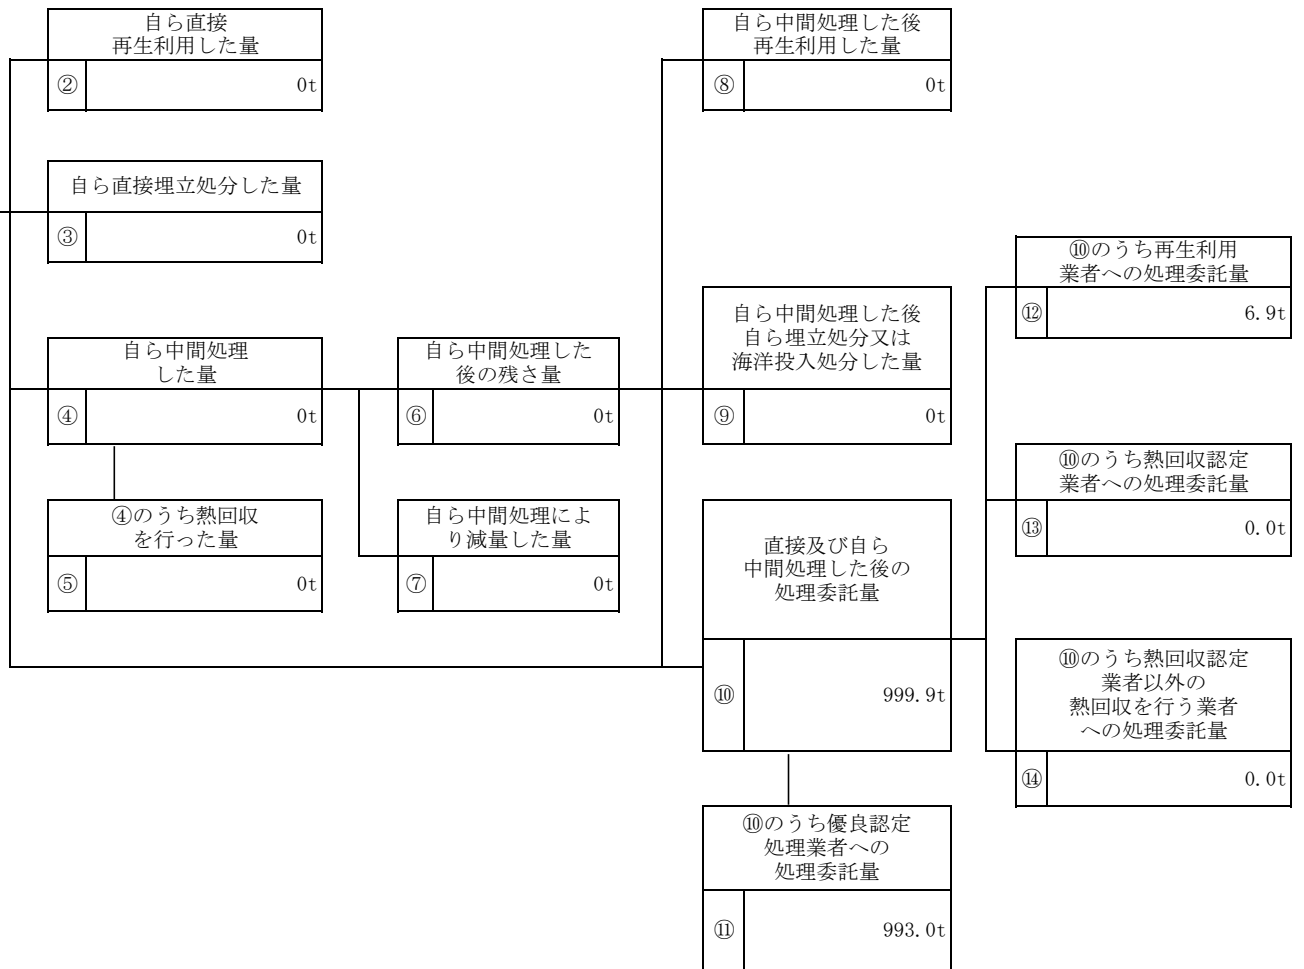 自ら直接
再生利用した量
②
0t
自ら中間処理した後
再生利用した量
⑧
0t
自ら直接埋立処分した量
③
0t
⑩のうち再生利用
業者への処理委託量
⑫
6.9t
自ら中間処理した後
自ら埋立処分又は
海洋投入処分した量
⑨
0t
自ら中間処理
した量
④
0t
自ら中間処理した
後の残さ量
⑥
0t
⑩のうち熱回収認定
業者への処理委託量
⑬
0.0t
④のうち熱回収
を行った量
⑤
0t
自ら中間処理によ
り減量した量
⑦
0t
直接及び自ら
中間処理した後の
処理委託量
⑩
999.9t
⑩のうち熱回収認定
業者以外の
熱回収を行う業者
への処理委託量
⑭
0.0t
⑩のうち優良認定
処理業者への
処理委託量
⑪
993.0t